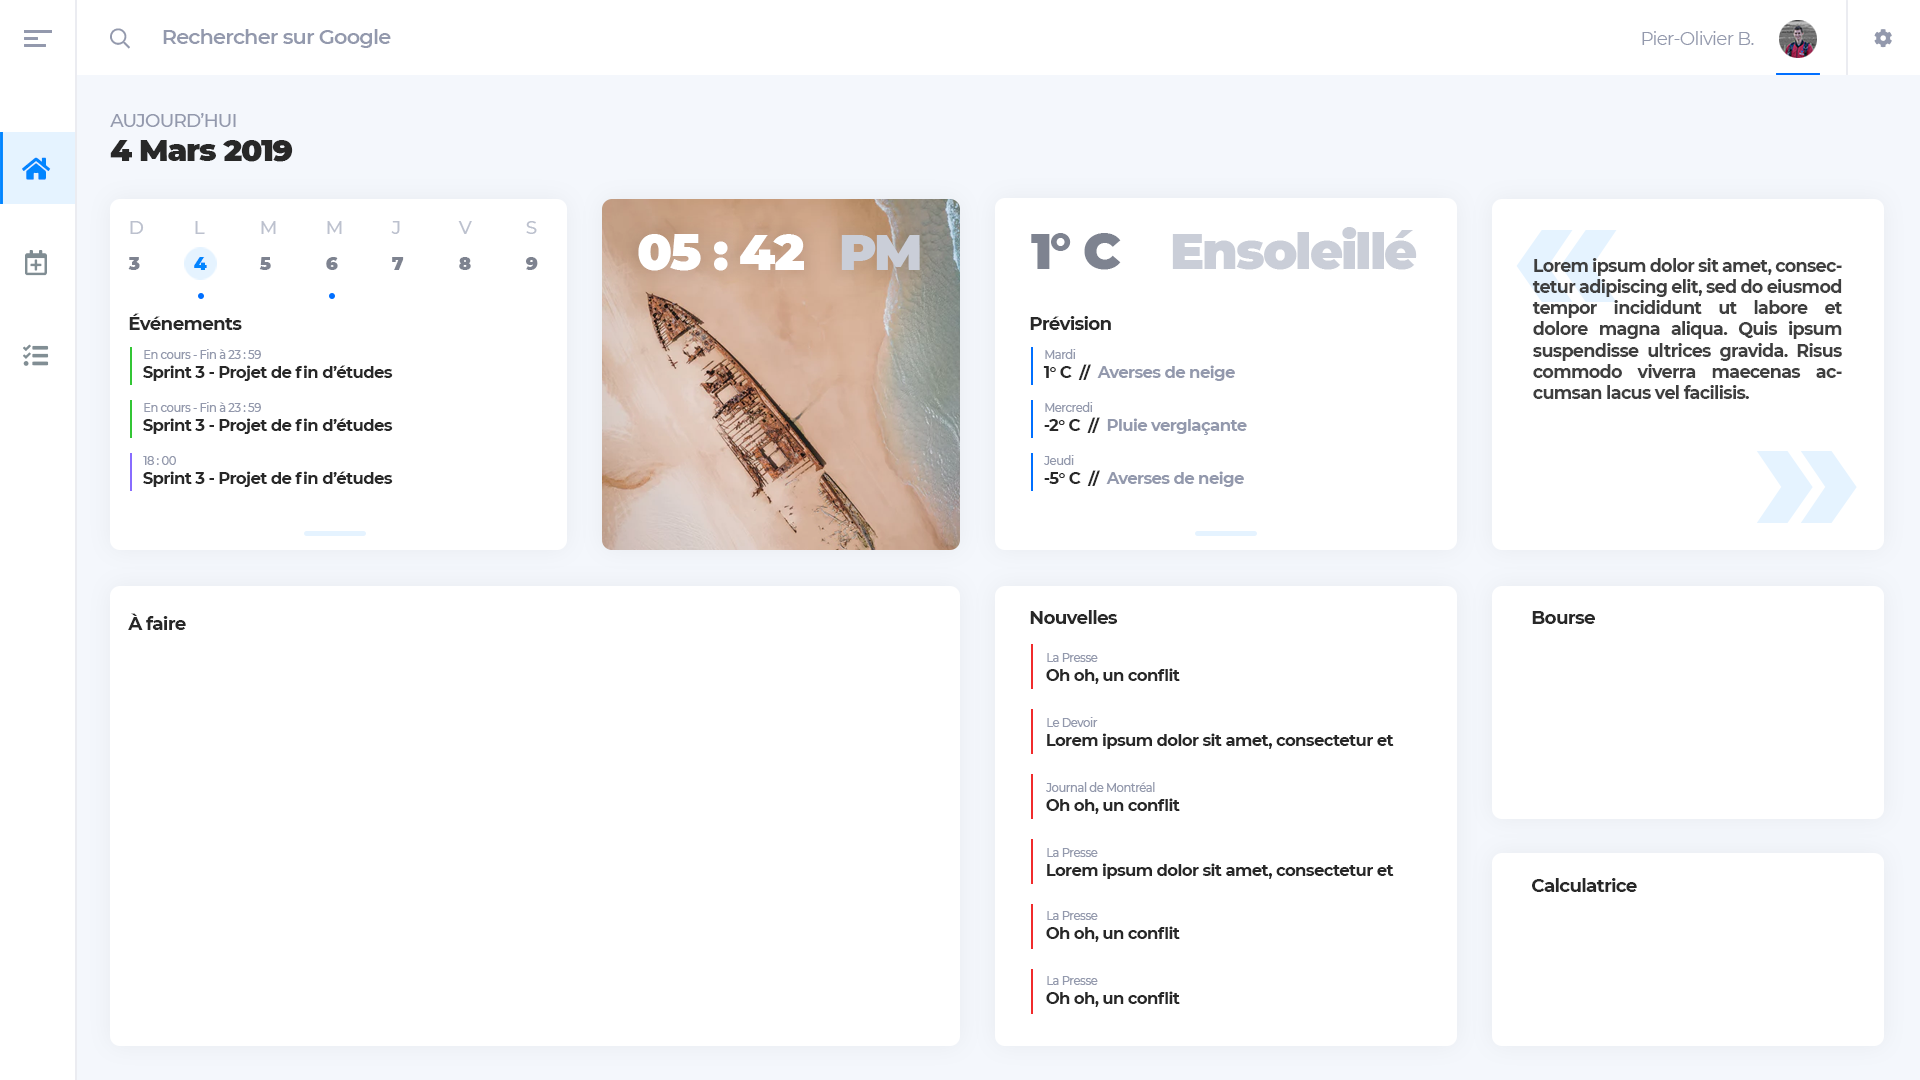 Rechercher sur Google
Pier-Olivier B.
AUJOURD’HUI
4 Mars 2019
D L M M J V S
3 4 5 6 7 8 9
Événements
En cours - Fin à 23 : 59
Sprint 3 - Projet de fin d’études
En cours - Fin à 23 : 59
Sprint 3 - Projet de fin d’études
18 : 00
Sprint 3 - Projet de fin d’études
05 : 42 PM
1° C Ensoleillé
Prévision
Mardi
1° C // Averses de neige
Mercredi
-2° C // Pluie verglaçante
Jeudi
-5° C // Averses de neige
Lorem ipsum dolor sit amet, consec-
tetur adipiscing elit, sed do eiusmod
tempor incididunt ut labore et
dolore magna aliqua. Quis ipsum
suspendisse ultrices gravida. Risus
commodo viverra maecenas ac-
cumsan lacus vel facilisis.
À faire
Nouvelles
La Presse
Oh oh, un conflit
Le Devoir
Lorem ipsum dolor sit amet, consectetur et
Journal de Montréal
Oh oh, un conflit
La Presse
Lorem ipsum dolor sit amet, consectetur et
La Presse
Oh oh, un conflit
La Presse
Oh oh, un conflit
Bourse
Calculatrice